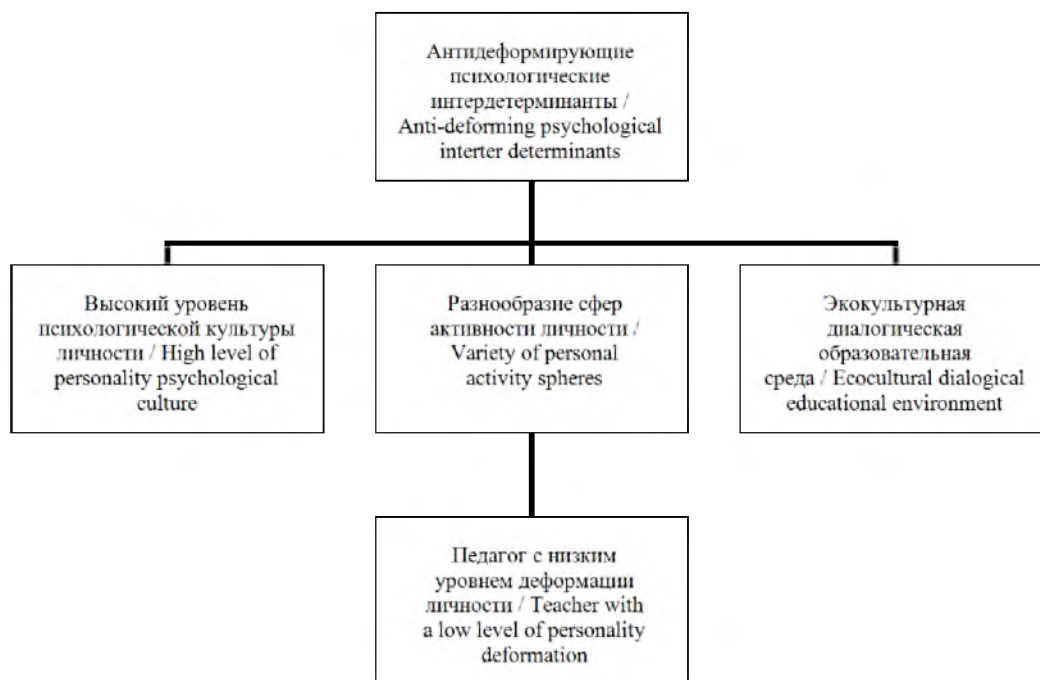 Антидеформирующие
психологические
интердетерминанты /
Anti-deforming psychological
interter determinants
Высокий уровень
психологической культуры
личности / High level of
personality psychological
culture
Разнообразие сфер
активности личности /
Variety of personal
activity spheres
Экокультурная
диалогическая
образовательная
среда / Ecocultural dialogical
educational environment
Педагог с низким
уровнем деформации
личности / Teacher with
a low level of personality
deformation